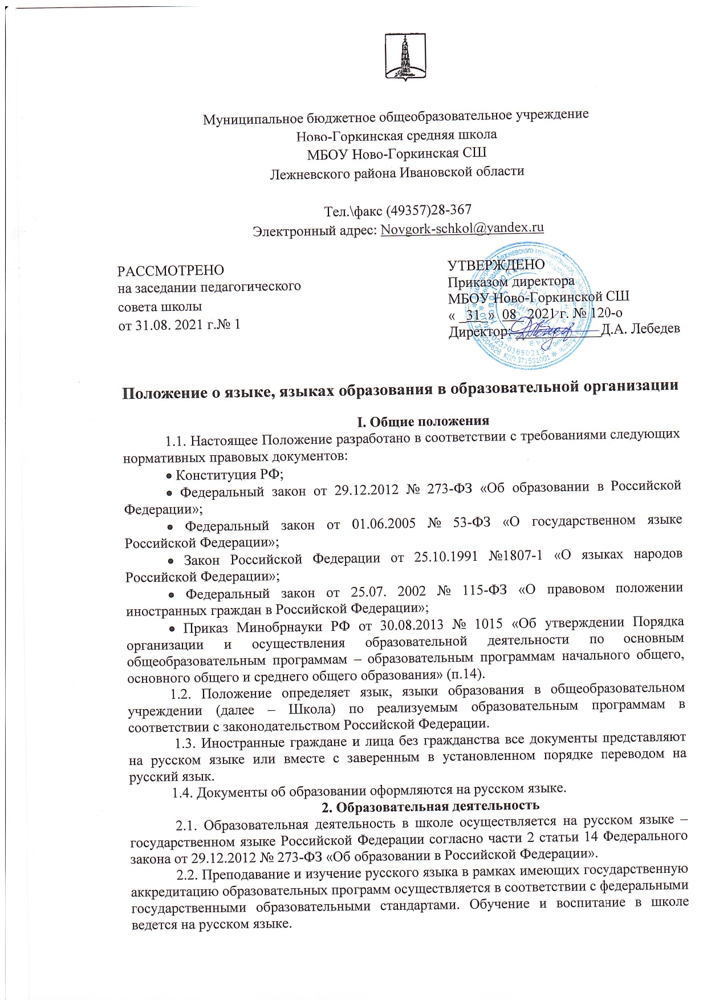 Муниципальное бюджетное общеобразовательное учреждение
Ново-Горкинская средняя школа
МБОУ Ново-Горкинская СШ
Лежневского района Ивановской области
Тел.\факс (49357)28-367
Электронный адрес: Novgork-schkol@yandex.ru
РАССМОТРЕНО
на заседании педагогического
совета школы
от 31.08. 2021 г.№ 1
УТВЕРЖДЕНО
Приказом директора
МБОУ Ново-Горкинской СШ
« 31 » 08 2021 г. № 120-о
Директор: Д.А. Лебедев
КПП 371501001
Положение о языке, языках образования в образовательной организации
I. Общие положения
1.1. Настоящее Положение разработано в соответствии с требованиями следующих
нормативных правовых документов:
• Конституция РФ;
• Федеральный закон от 29.12.2012 № 273-ФЗ «Об образовании в Российской
Федерации»;
• Федеральный закон от 01.06.2005 № 53-ФЗ «О государственном языке
Российской Федерации»;
• Закон Российской Федерации от 25.10.1991 №1807-1 «О языках народов
Российской Федерации»;
• Федеральный закон от 25.07. 2002 № 115-ФЗ «О правовом положении
иностранных граждан в Российской Федерации»;
• Приказ Минобрнауки РФ от 30.08.2013 № 1015 «Об утверждении Порядка
организации и осуществления образовательной деятельности по основным
общеобразовательным программам – образовательным программам начального общего,
основного общего и среднего общего образования» (п.14).
1.2. Положение определяет язык, языки образования в общеобразовательном
учреждении (далее – Школа) по реализуемым образовательным программам в
соответствии с законодательством Российской Федерации.
1.3. Иностранные граждане и лица без гражданства все документы представляют
на русском языке или вместе с заверенным в установленном порядке переводом на
русский язык.
1.4. Документы об образовании оформляются на русском языке.
2. Образовательная деятельность
2.1. Образовательная деятельность в школе осуществляется на русском языке –
государственном языке Российской Федерации согласно части 2 статьи 14 Федерального
закона от 29.12.2012 № 273-ФЗ «Об образовании в Российской Федерации».
2.2. Преподавание и изучение русского языка в рамках имеющих государственную
аккредитацию образовательных программ осуществляется в соответствии с федеральными
государственными образовательными стандартами. Обучение и воспитание в школе
ведется на русском языке.